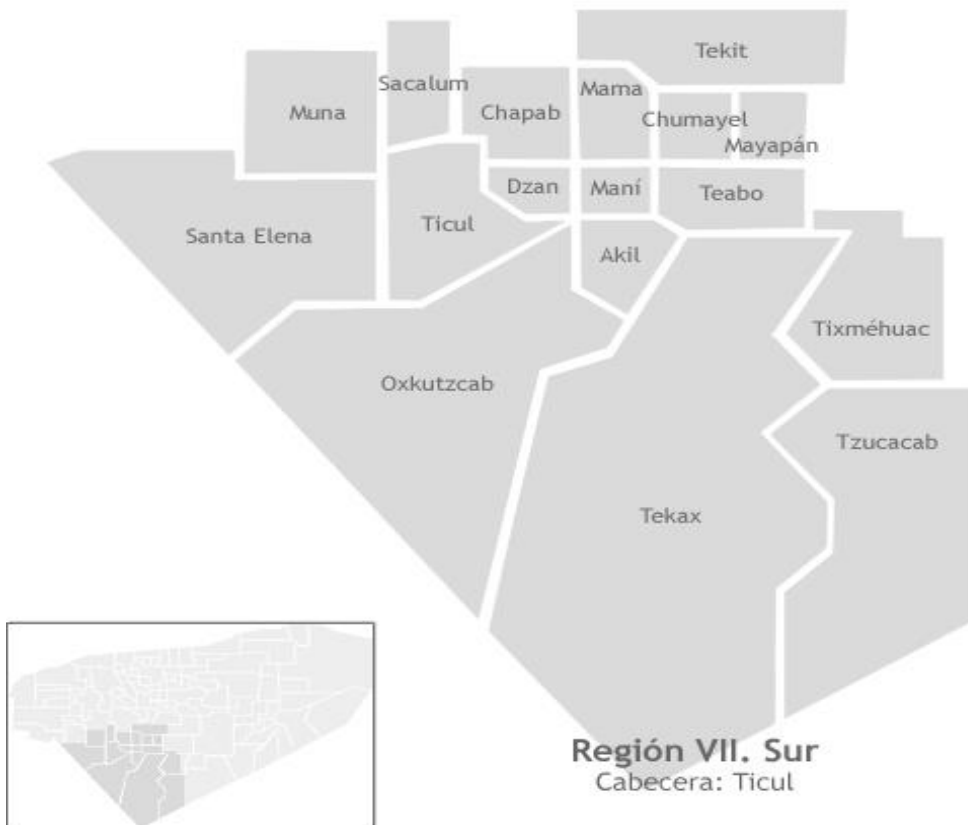 Tekit
Sacalum
Mama
Muna
Chapab
Chumayel
Mayapán
Dzan
Maní
Teabo
Santa Elena
Ticul
Akil
Tixméhuac
Oxkutzcab
Tzucacab
Tekax
Región VII. Sur
Cabecera: Ticul